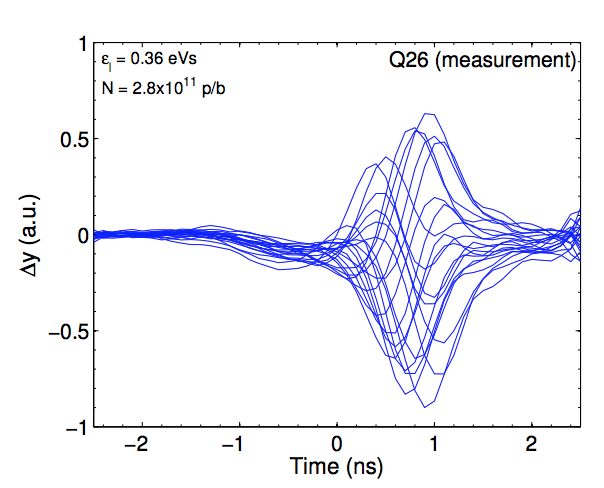 1
εl = 0.36 eVs
Q26 (measurement)
N = 2.8x10^11 p/b
0.5
Δy (a.u.)
0
−0.5
−1
−2 −1 0 1 2
Time (ns)